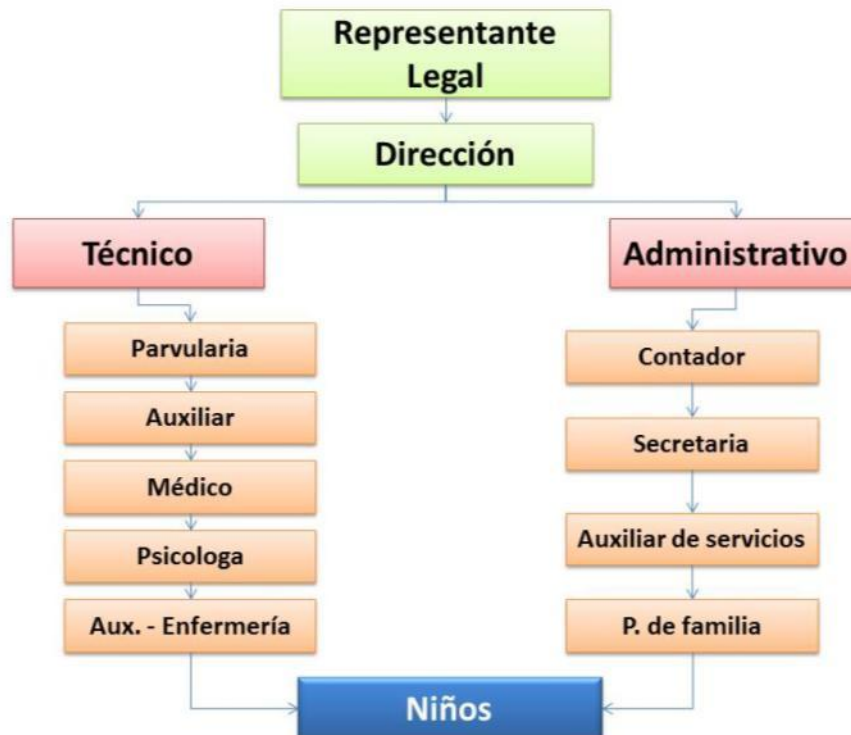 Representante
Legal
Dirección
Técnico
Administrativo
Parvularia
Auxiliar
Médico
Psicologa
Aux. - Enfermería
Contador
Secretaria
Auxiliar de servicios
P. de familia
Niños